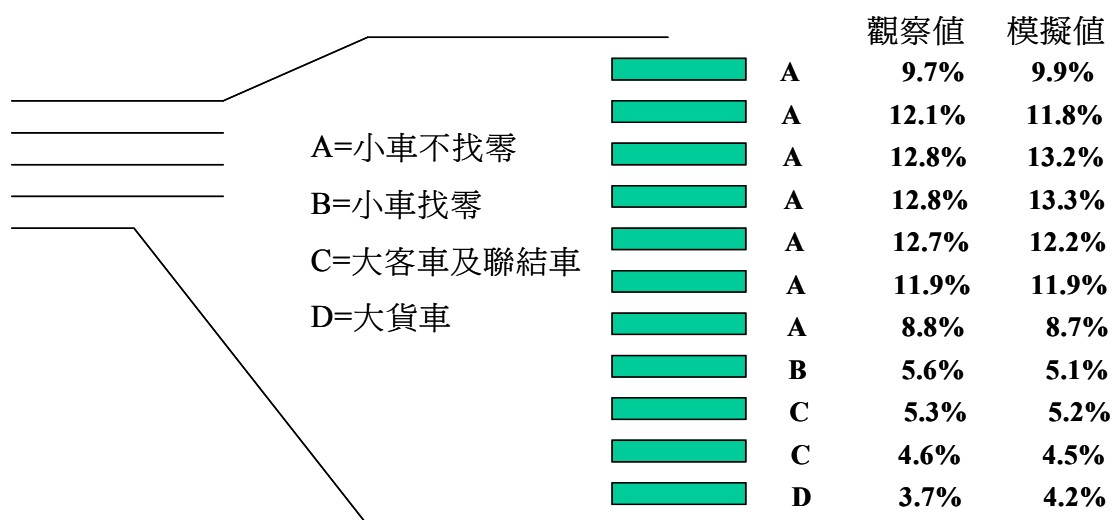 觀察值 模擬值
A 9.7% 9.9%
A 12.1% 11.8%
A 12.8% 13.2%
A 12.8% 13.3%
A 12.7% 12.2%
A 11.9% 11.9%
A 8.8% 8.7%
B 5.6% 5.1%
C 5.3% 5.2%
C 4.6% 4.5%
D 3.7% 4.2%
A=小車不找零
B=小車找零
C=大客車及聯結車
D=大貨車